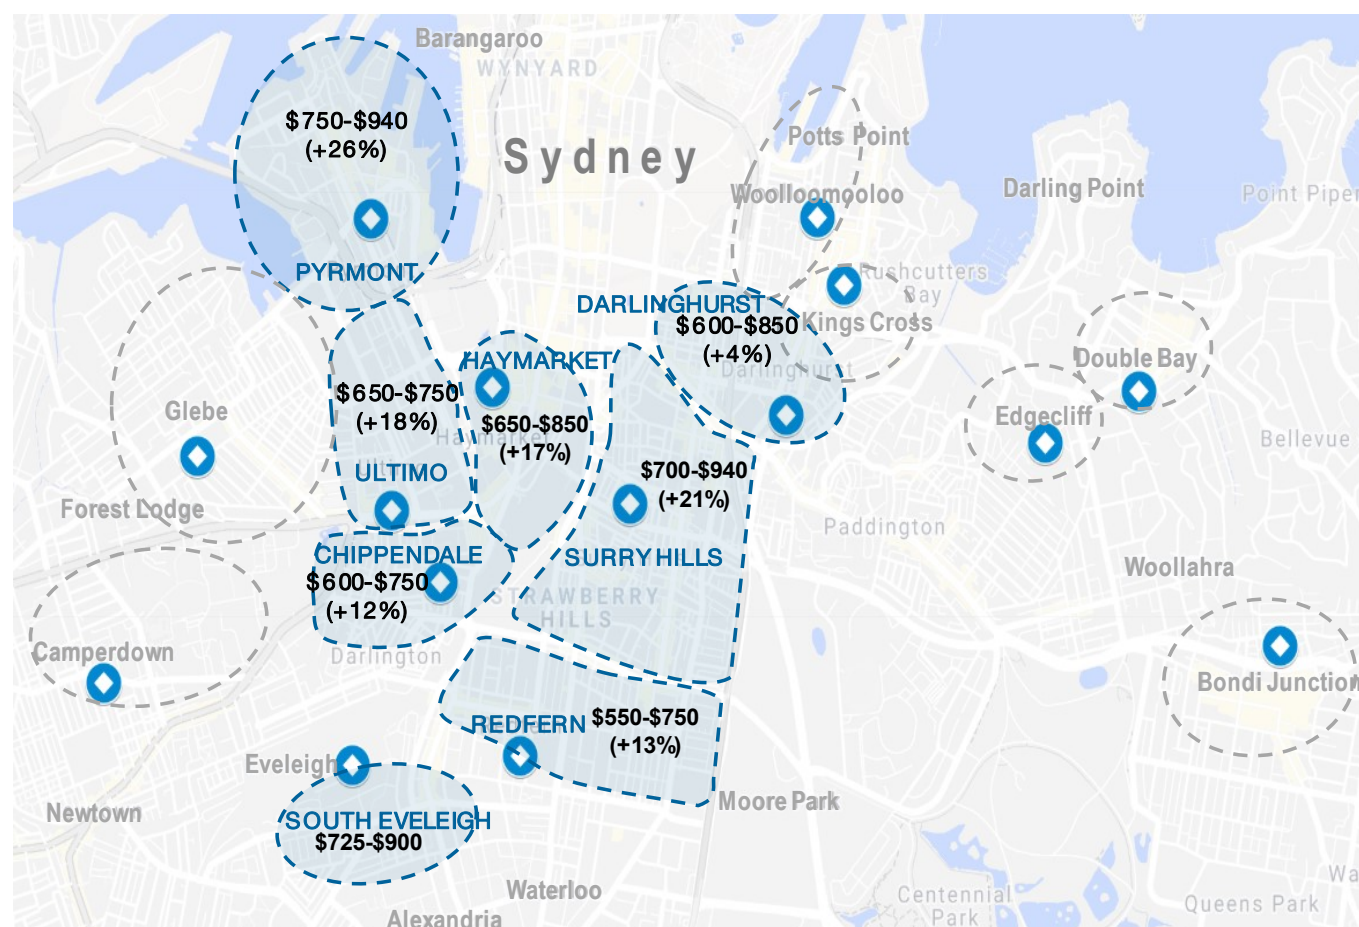 Barangaroo
WYNYARD
$750-$940
(+26%)
Sydney
Potts Point
Woolloomooloo
Darling Point
Point Piper
PYRMONT
Rushcutters
Bay
DARLINGHURST
$600-$850
(+4%)
Kings Cross
Darlinghurst
Double Bay
HAYMARKET
$650-$750
(+18%)
Glebe
$650-$850
(+17%)
Haymarket
Edgecliff
Bellevue
ULTIMO
$700-$940
(+21%)
Forest Lodge
Paddington
CHIPPENDALE
$600-$750
(+12%)
SURRY HILLS
Woollahra
STRAWBERRY
HILLS
Camperdown
Darlington
Bondi Junction
REDFERN
$550-$750
(+13%)
Eveleigh
Newtown
SOUTH EVELEIGH
$725-$900
Moore Park
Waterloo
Alexandria
Centennial
Park
Queens Park
Wa